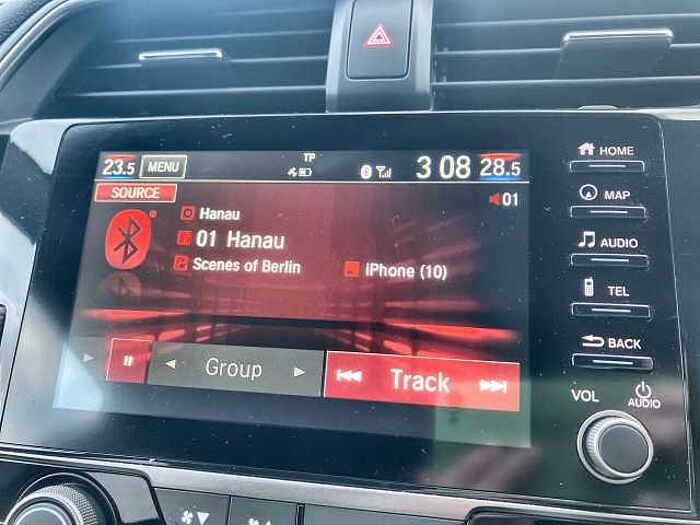 23.5 MENU TP 3 08 28.5
SOURCE
01
Hanau
01 Hanau
Scenes of Berlin iPhone (10)
Group
Track
HOME
MAP
AUDIO
TEL
BACK
VOL AUDIO